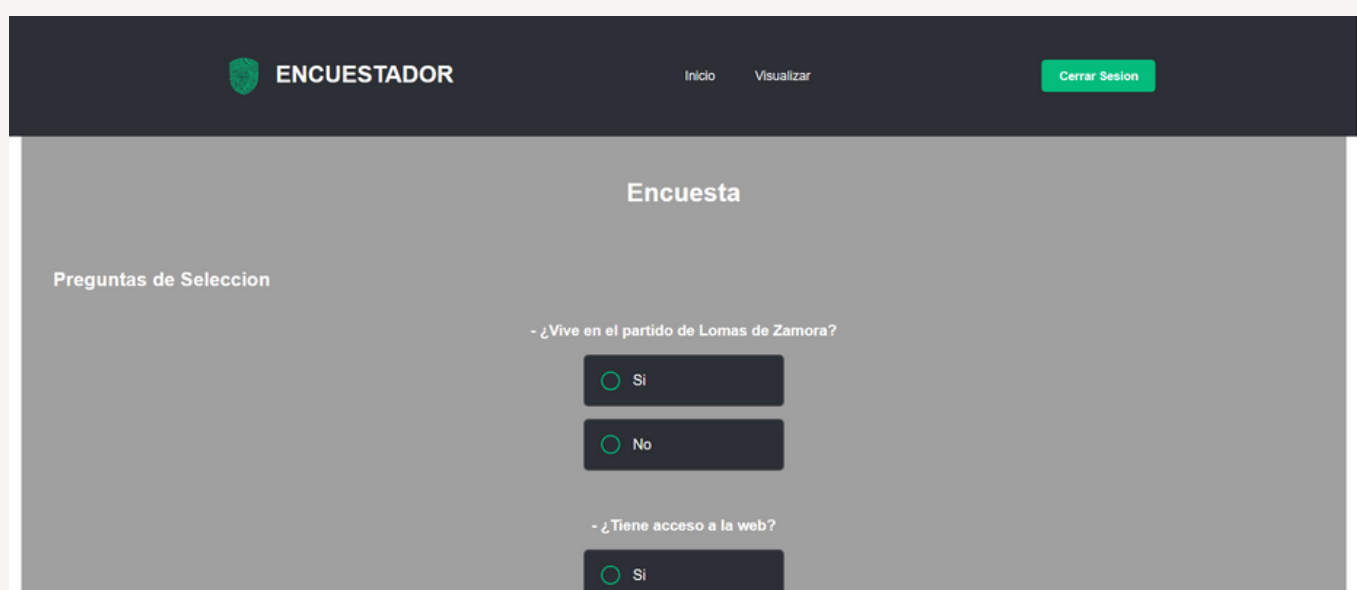 ENCUESTADOR
Inicio
Visualizar
Cerrar Sesion
Encuesta
Preguntas de Seleccion
- ¿Vive en el partido de Lomas de Zamora?
Si
No
- ¿Tiene acceso a la web?
Si